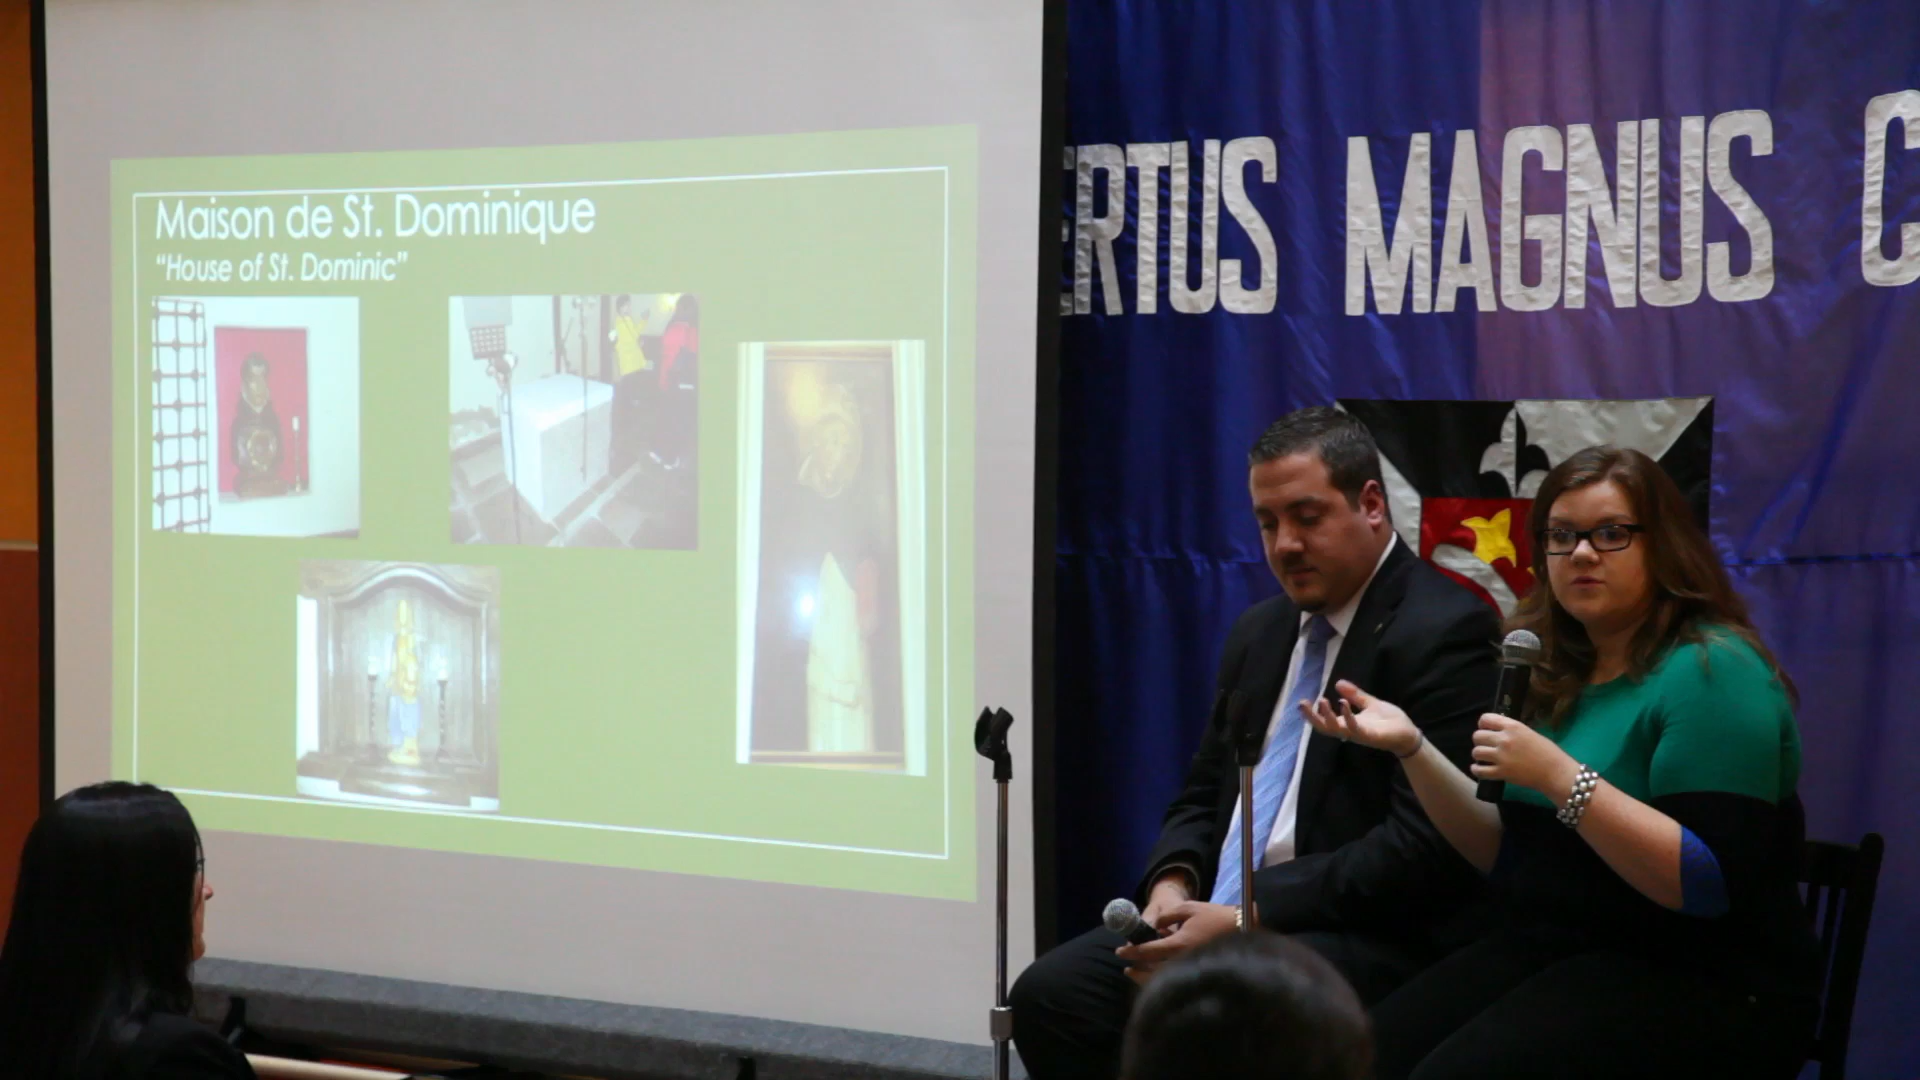 Maison de St. Dominique
“House of St. Dominic”
ERTUS MAGNUS C